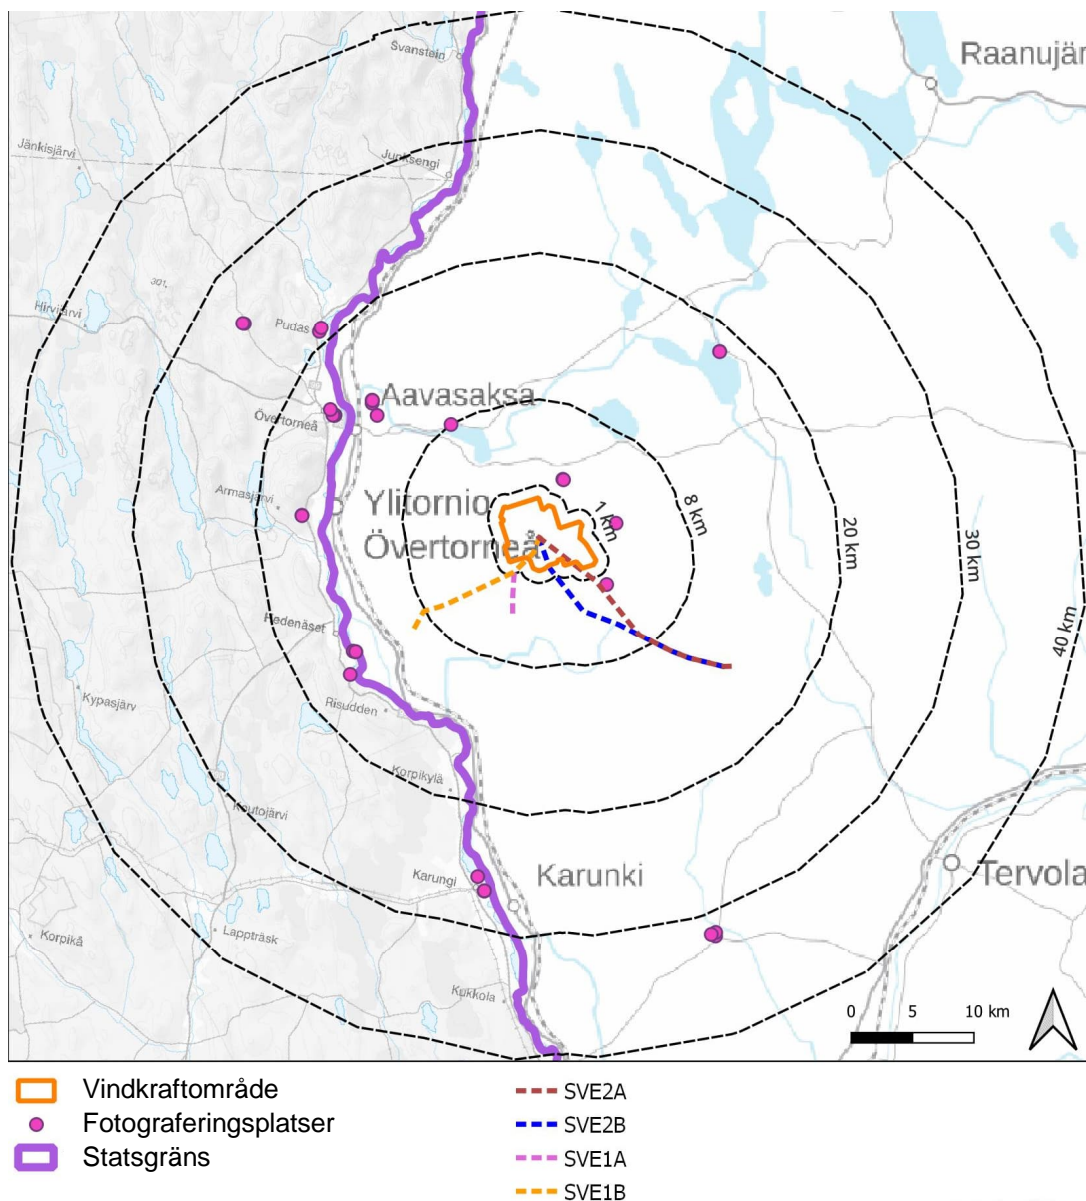 Svanstein
Raanujär
Jänkisjärvi
Junksengi
301,
Hirvijärvi
Pudas
Aavasaksa
Övertorneå
Armasjärvi
Ylitornio
Övertorneå
1 km
8 km
20 km
30 km
40 km
Hedenäset
Kypasjärv
Risudden
Korpikylä
Koutojärvi
Karungi
Karunki
Tervola
Korpikå
Lappträsk
Kukkola
0 5 10 km
Vindkraftområde
Fotograferingsplatser
Statsgräns
SVE2A
SVE2B
SVE1A
SVE1B